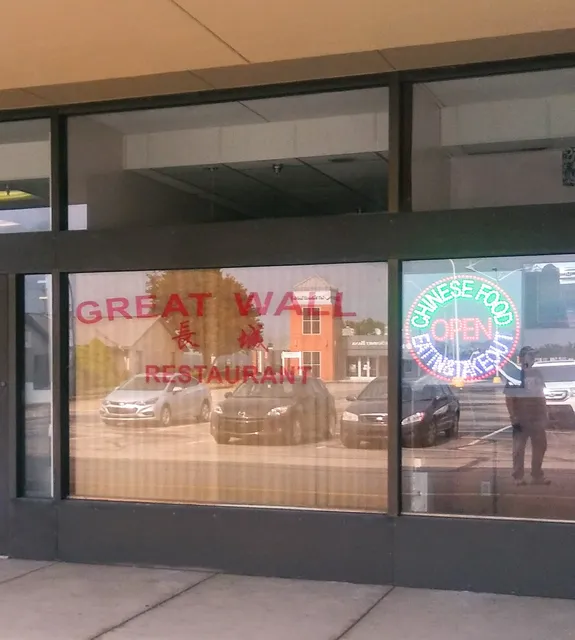 GREAT WALL
長 城
RESTAURANT
CHINESE FOOD
OPEN
EAT IN & TAKE OUT